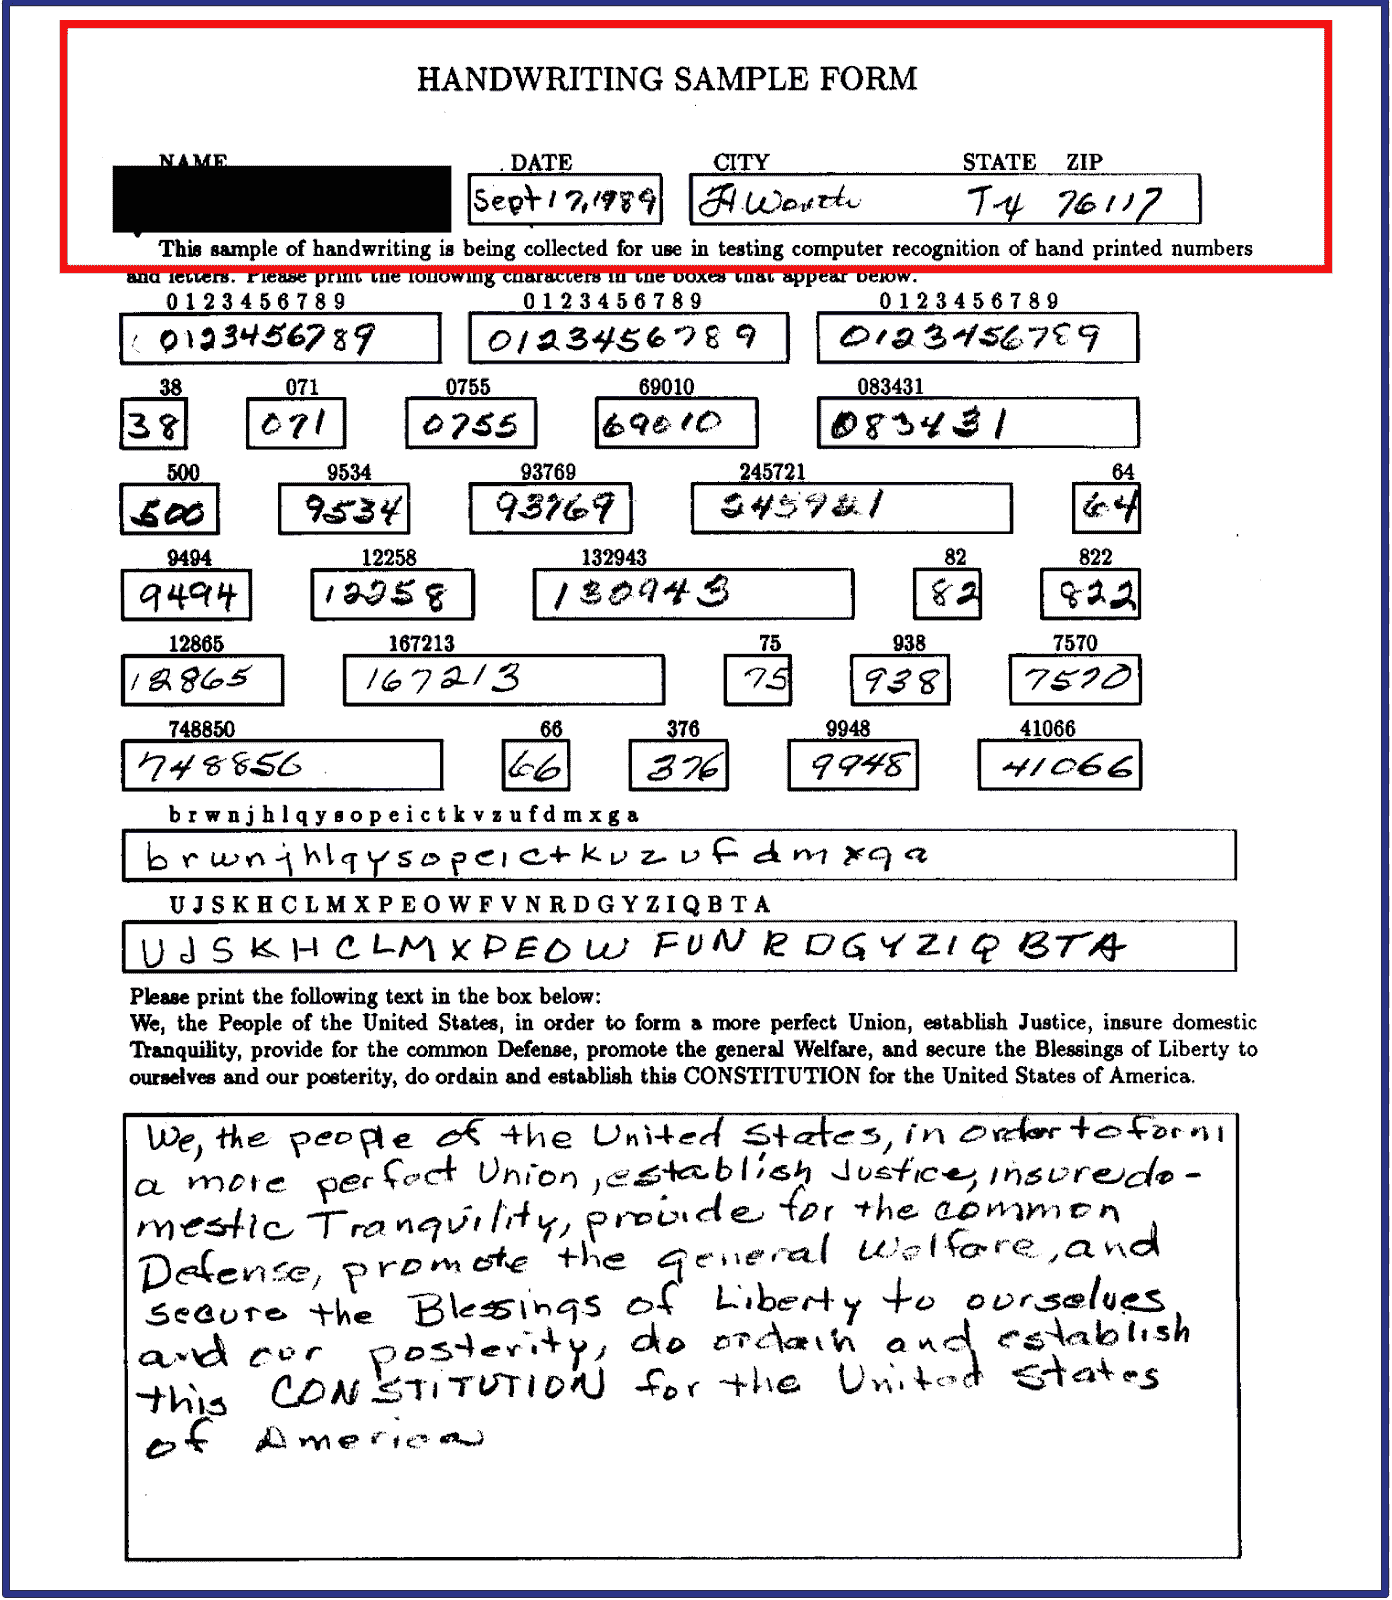 HANDWRITING SAMPLE FORM
NAME DATE CITY STATE ZIP
Sept 17, 1989 Ft. Worth Tx 76117
This sample of handwriting is being collected for use in testing computer recognition of hand printed numbers
and letters. Please print the following characters in the boxes that appear below.
0 1 2 3 4 5 6 7 8 9 0 1 2 3 4 5 6 7 8 9 0 1 2 3 4 5 6 7 8 9
0123456789 0123456789 0123456789
38 071 0755 69010 083431
38 071 0755 69010 083431
500 9534 93769 245721 64
500 9534 93769 245721 64
9494 12258 132943 82 822
9494 12258 130943 82 822
12865 167213 75 938 7570
12865 167213 75 938 7570
748850 66 376 9948 41066
748856 66 376 9948 41066
b r w n j h l q y s o p e i c t k v z u f d m x g a
b r w n j h l q y s o p e i c t k v z u f d m x g a
U J S K H C L M X P E O W F V N R D G Y Z I Q B T A
U J S K H C L M X P E O W F V N R D G Y Z I Q B T A
Please print the following text in the box below:
We, the People of the United States, in order to form a more perfect Union, establish Justice, insure domestic
Tranquility, provide for the common Defense, promote the general Welfare, and secure the Blessings of Liberty to
ourselves and our posterity, do ordain and establish this CONSTITUTION for the United States of America.
We, the people of the United States, in order to form
a more perfect Union, establish Justice, insure do-
mestic Tranquility, provide for the common
Defense, promote the general Welfare, and
secure the Blessings of Liberty to ourselves
and our posterity, do ordain and establish
this CONSTITUTION for the United States
of America